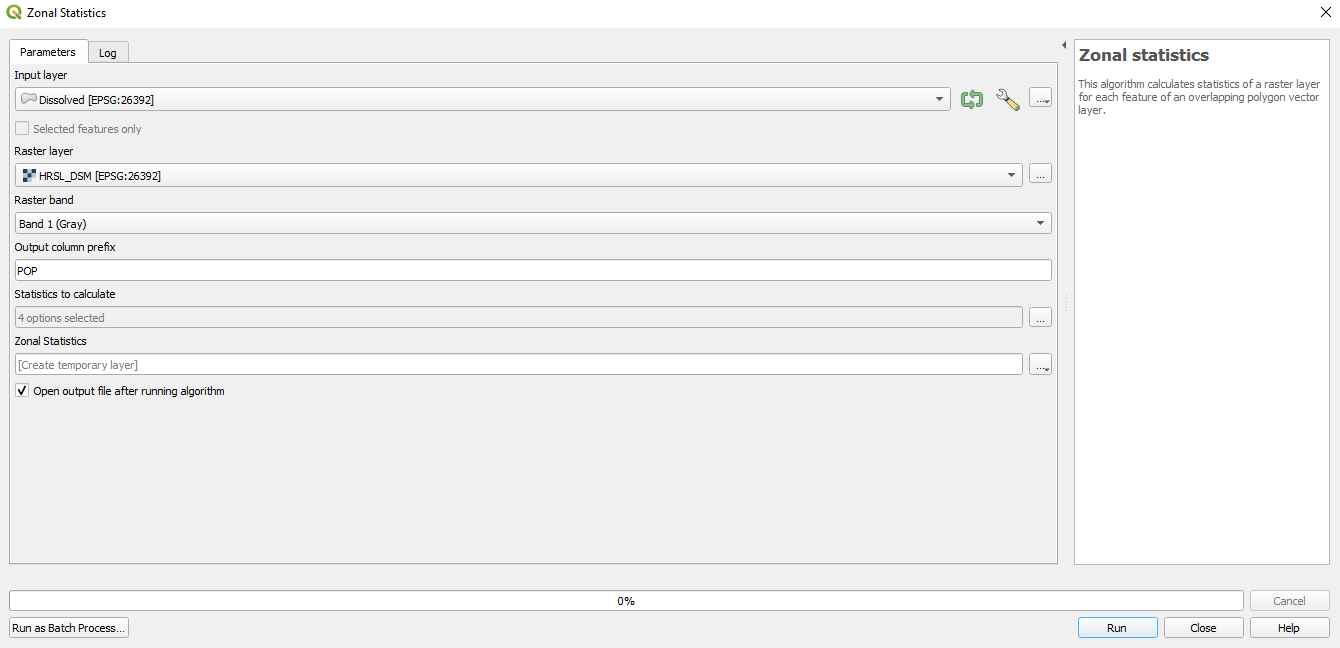 Zonal Statistics
Parameters
Log
Input layer
Dissolved [EPSG:26392]
...
Selected features only
Raster layer
HRSL_DSM [EPSG:26392]
...
Raster band
Band 1 (Gray)
Output column prefix
POP
Statistics to calculate
4 options selected
...
Zonal Statistics
[Create temporary layer]
...
Open output file after running algorithm
Zonal statistics
This algorithm calculates statistics of a raster layer
for each feature of an overlapping polygon vector
layer.
0%
Cancel
Run as Batch Process...
Run
Close
Help